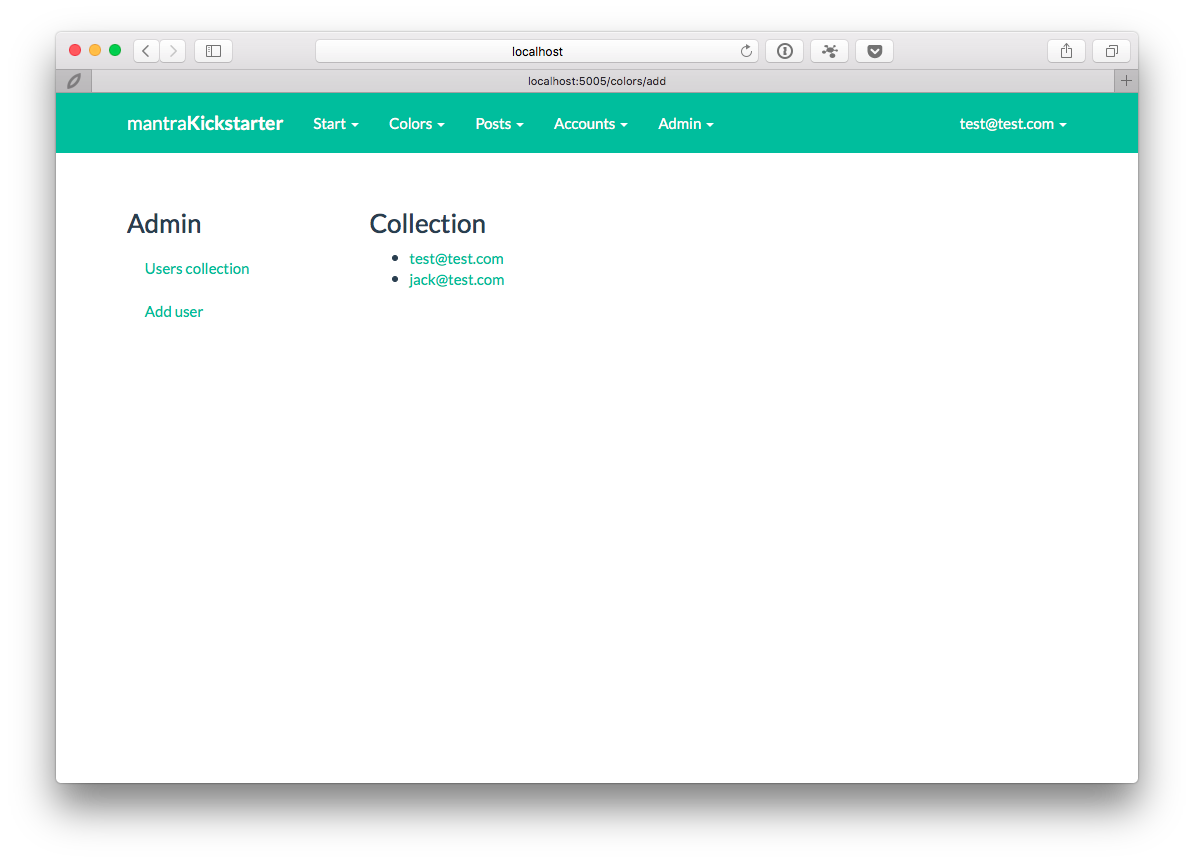 localhost
localhost:5005/colors/add
mantraKickstarter Start Colors Posts Accounts Admin test@test.com
Admin
Users collection
Add user
Collection
test@test.com
jack@test.com